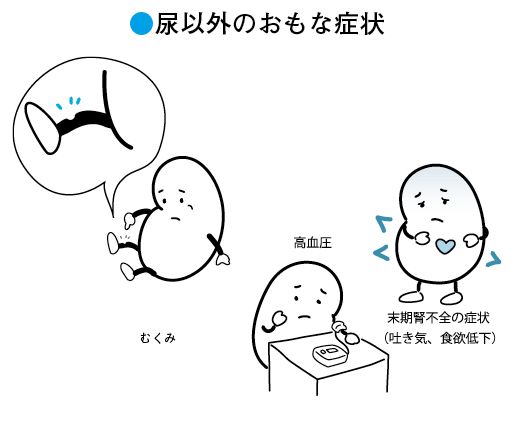 ●尿以外のおもな症状
高血圧
末期腎不全の症状
（吐き気、食欲低下）
むくみ